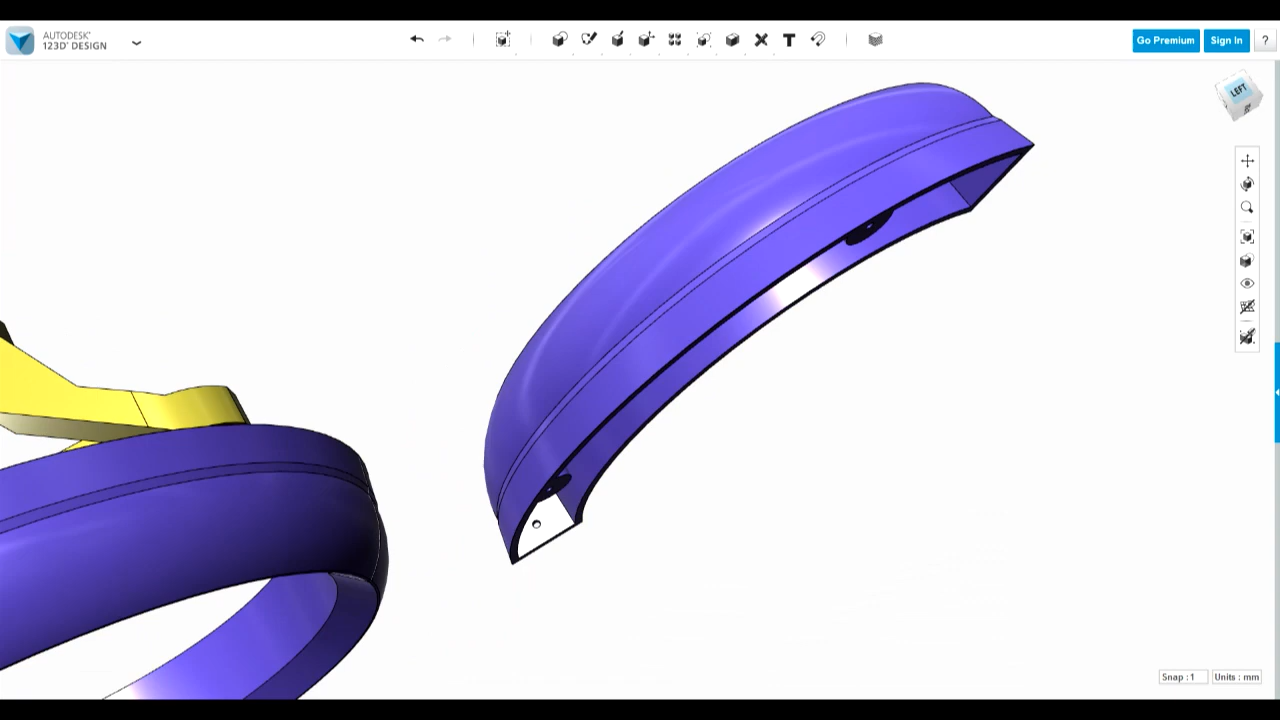 AUTODESK®
123D® DESIGN
Go Premium
Sign In
?
LEFT
Snap : 1
Units : mm